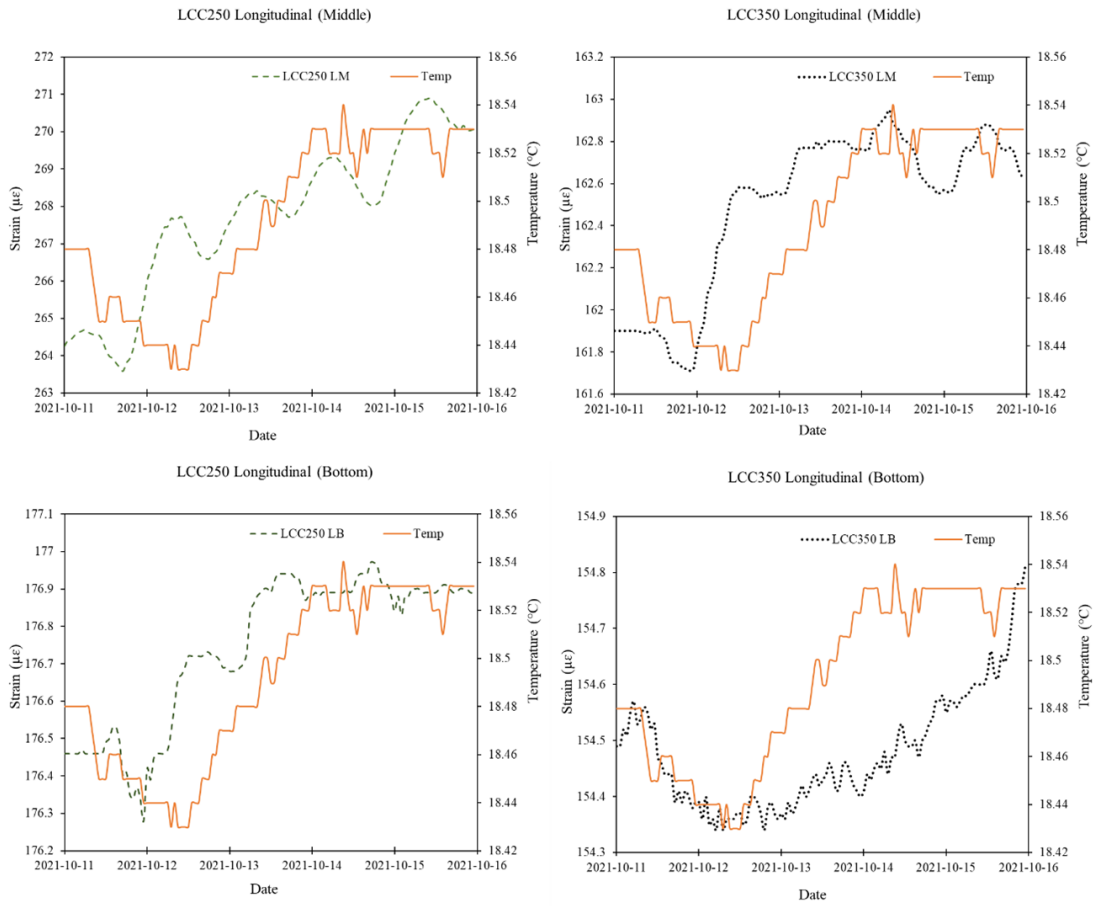 LCC250 Longitudinal (Middle)
LCC250 LM
Temp
Strain (με)
272
271
270
269
268
267
266
265
264
263
Temperature (°C)
18.56
18.54
18.52
18.5
18.48
18.46
18.44
18.42
2021-10-11 2021-10-12 2021-10-13 2021-10-14 2021-10-15 2021-10-16
Date
LCC350 Longitudinal (Middle)
LCC350 LM
Temp
Strain (με)
163.2
163
162.8
162.6
162.4
162.2
162
161.8
161.6
Temperature (°C)
18.56
18.54
18.52
18.5
18.48
18.46
18.44
18.42
2021-10-11 2021-10-12 2021-10-13 2021-10-14 2021-10-15 2021-10-16
Date
LCC250 Longitudinal (Bottom)
LCC250 LB
Temp
Strain (με)
177.1
177
176.9
176.8
176.7
176.6
176.5
176.4
176.3
176.2
Temperature (°C)
18.56
18.54
18.52
18.5
18.48
18.46
18.44
18.42
2021-10-11 2021-10-12 2021-10-13 2021-10-14 2021-10-15 2021-10-16
Date
LCC350 Longitudinal (Bottom)
LCC350 LB
Temp
Strain (με)
154.9
154.8
154.7
154.6
154.5
154.4
154.3
Temperature (°C)
18.56
18.54
18.52
18.5
18.48
18.46
18.44
18.42
2021-10-11 2021-10-12 2021-10-13 2021-10-14 2021-10-15 2021-10-16
Date